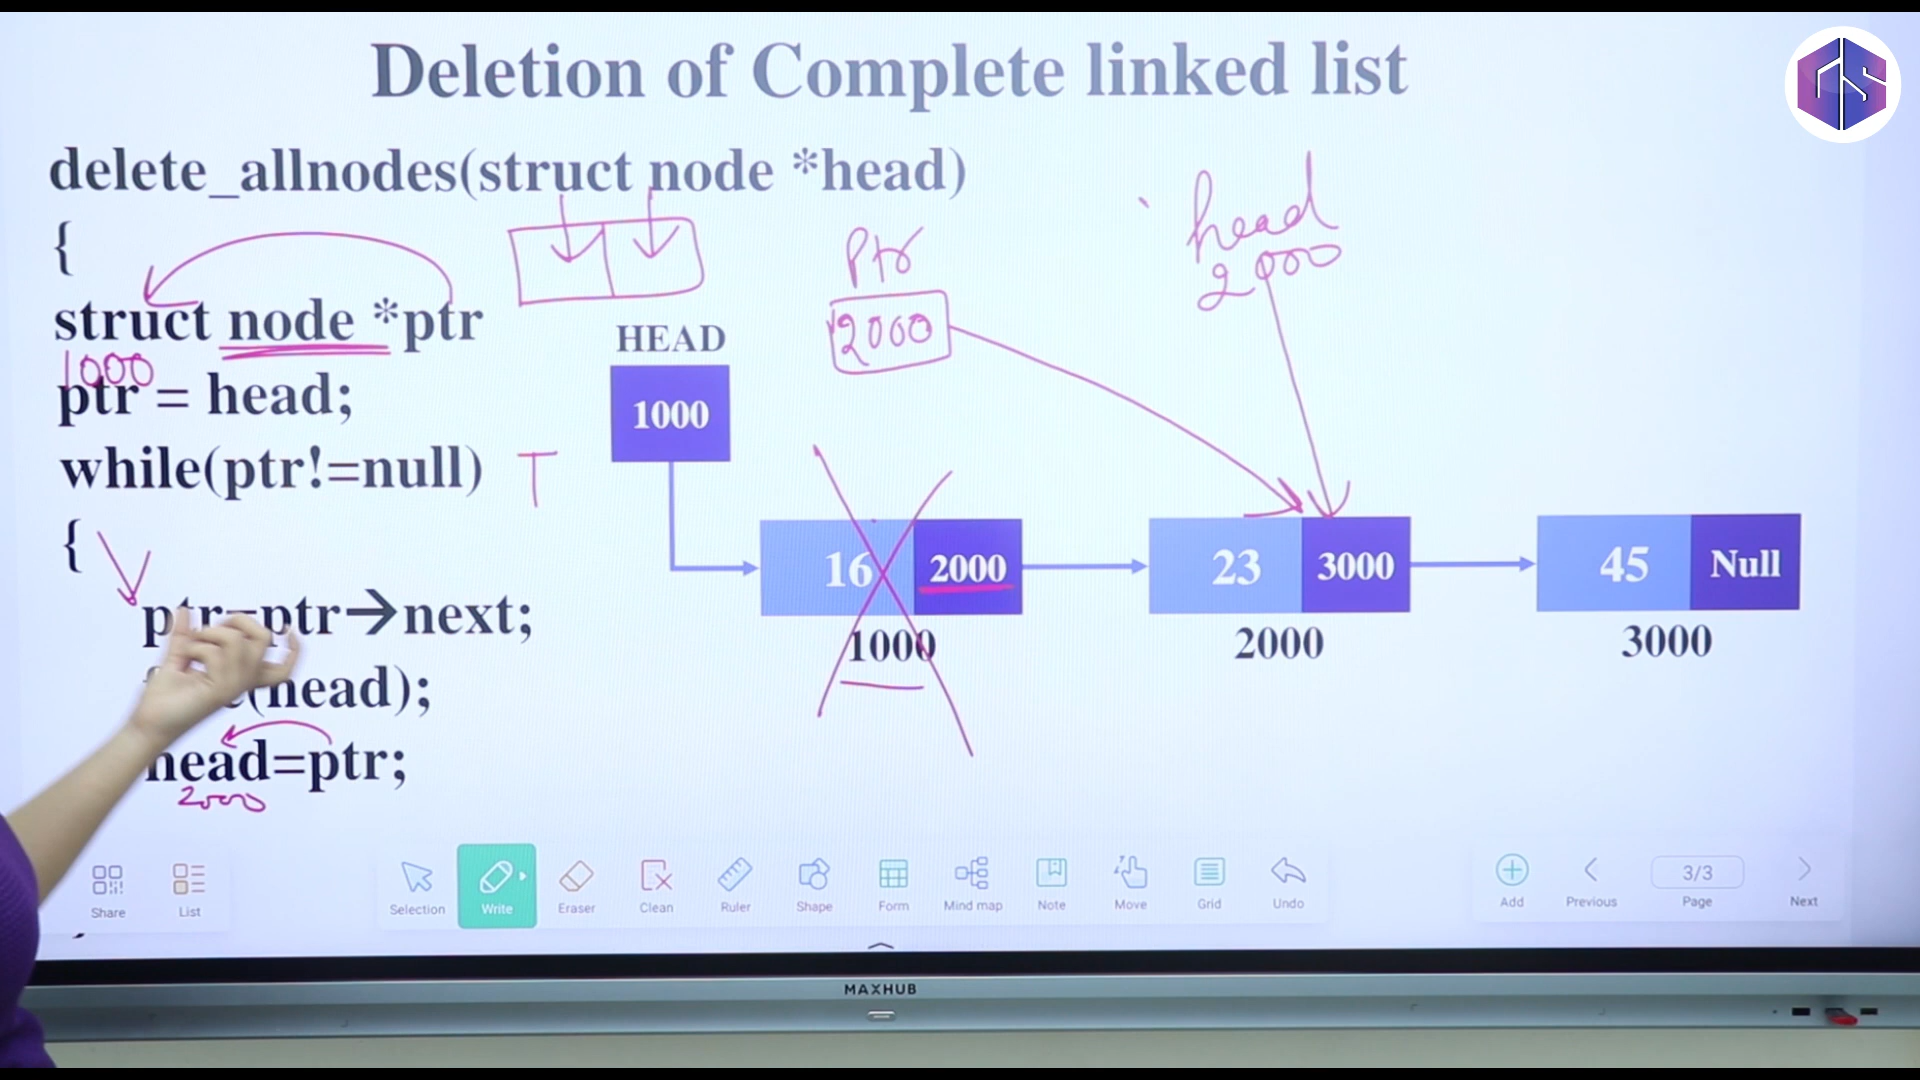 Deletion of Complete linked list
delete_allnodes(struct node *head)
{
struct node *ptr
1000
ptr = head;
while(ptr!=null) T
{
ptr=ptr→next;
(head);
head=ptr;
2000
Ptr
2000
head
2000
HEAD
1000
16 2000
1000
23 3000
2000
45 Null
3000
Share
List
Selection
Write
Eraser
Clean
Ruler
Shape
Form
Mind map
Note
Move
Grid
Undo
Add
Previous
3/3
Page
Next
MAXHUB